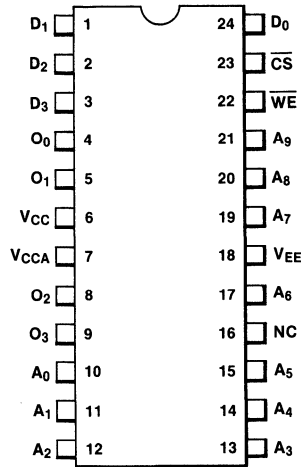 D₁ 1 24 D₀
D₂ 2 23 C̅S̅
D₃ 3 22 W̅E̅
O₀ 4 21 A₉
O₁ 5 20 A₈
VCC 6 19 A₇
VCCA 7 18 VEE
O₂ 8 17 A₆
O₃ 9 16 NC
A₀ 10 15 A₅
A₁ 11 14 A₄
A₂ 12 13 A₃